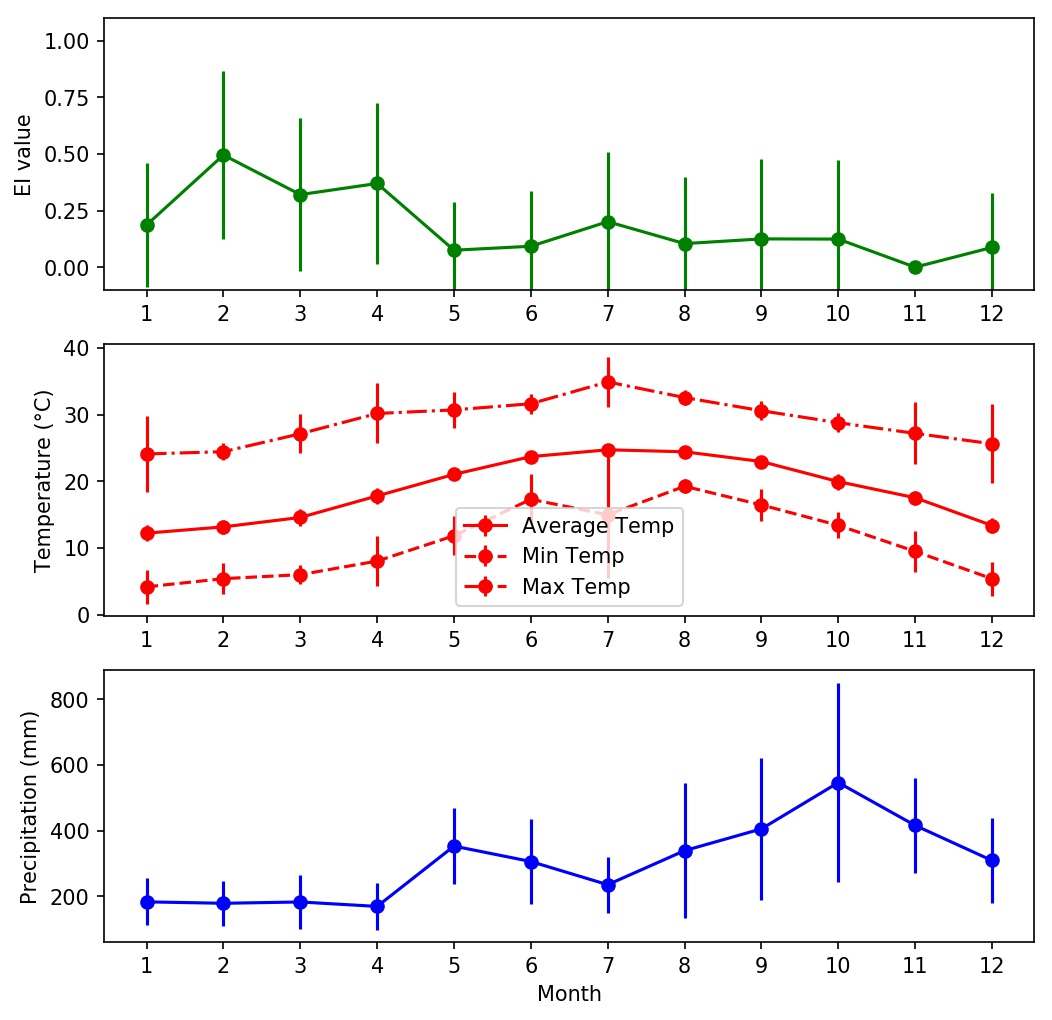 EI value
1.00
0.75
0.50
0.25
0.00
1 2 3 4 5 6 7 8 9 10 11 12
Temperature (°C)
40
30
20
10
0
Average Temp
Min Temp
Max Temp
1 2 3 4 5 6 7 8 9 10 11 12
Precipitation (mm)
800
600
400
200
1 2 3 4 5 6 7 8 9 10 11 12
Month